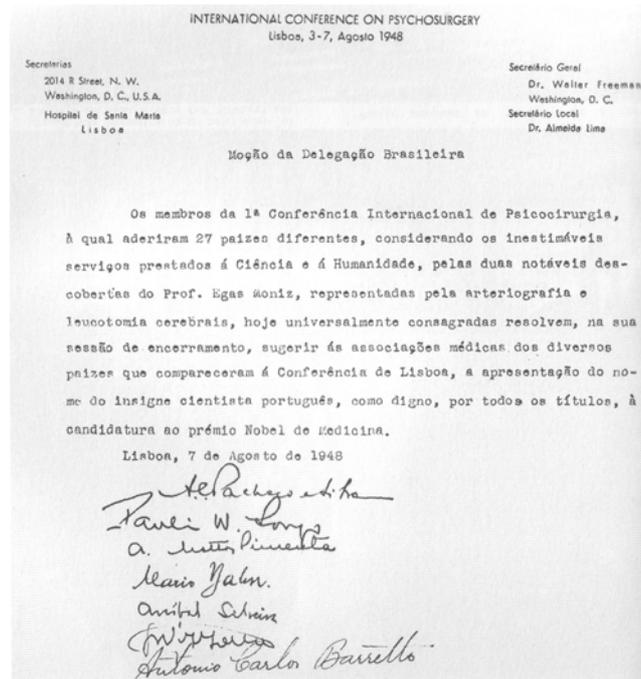 INTERNATIONAL CONFERENCE ON PSYCHOSURGERY
Lisboa, 3-7, Agosto 1948
Secretarias
2014 R Street, N. W.
Washington, D. C., U.S.A.
Hospital de Santa Maria
Lisboa
Secretário Geral
Dr. Walter Freeman
Washington, D. C.
Secretário Local
Dr. Almeida Lima
Moção da Delegação Brasileira
Os membros da 1ª Conferência Internacional de Psicocirurgia,
à qual aderiram 27 paizes diferentes, considerando os inestimáveis
serviços prestados á Ciência e á Humanidade, pelas duas notáveis des-
cobertas do Prof. Egas Moniz, representadas pela arteriografia e
leucotomia cerebrais, hoje universalmente consagradas resolvem, na sua
sessão de encerramento, sugerir ás associações médicas dos diversos
paizes que compareceram á Conferência de Lisboa, a apresentação do no-
me do insigne cientista português, como digno, por todos os títulos, à
candidatura ao prémio Nobel de Medicina.
Lisboa, 7 de Agosto de 1948
A. C. Pacheco e Silva
Paulino W. Longo
A. Mattos Pimenta
Mario Yahn.
Anibal Silveira
Antonio Carlos Barretto